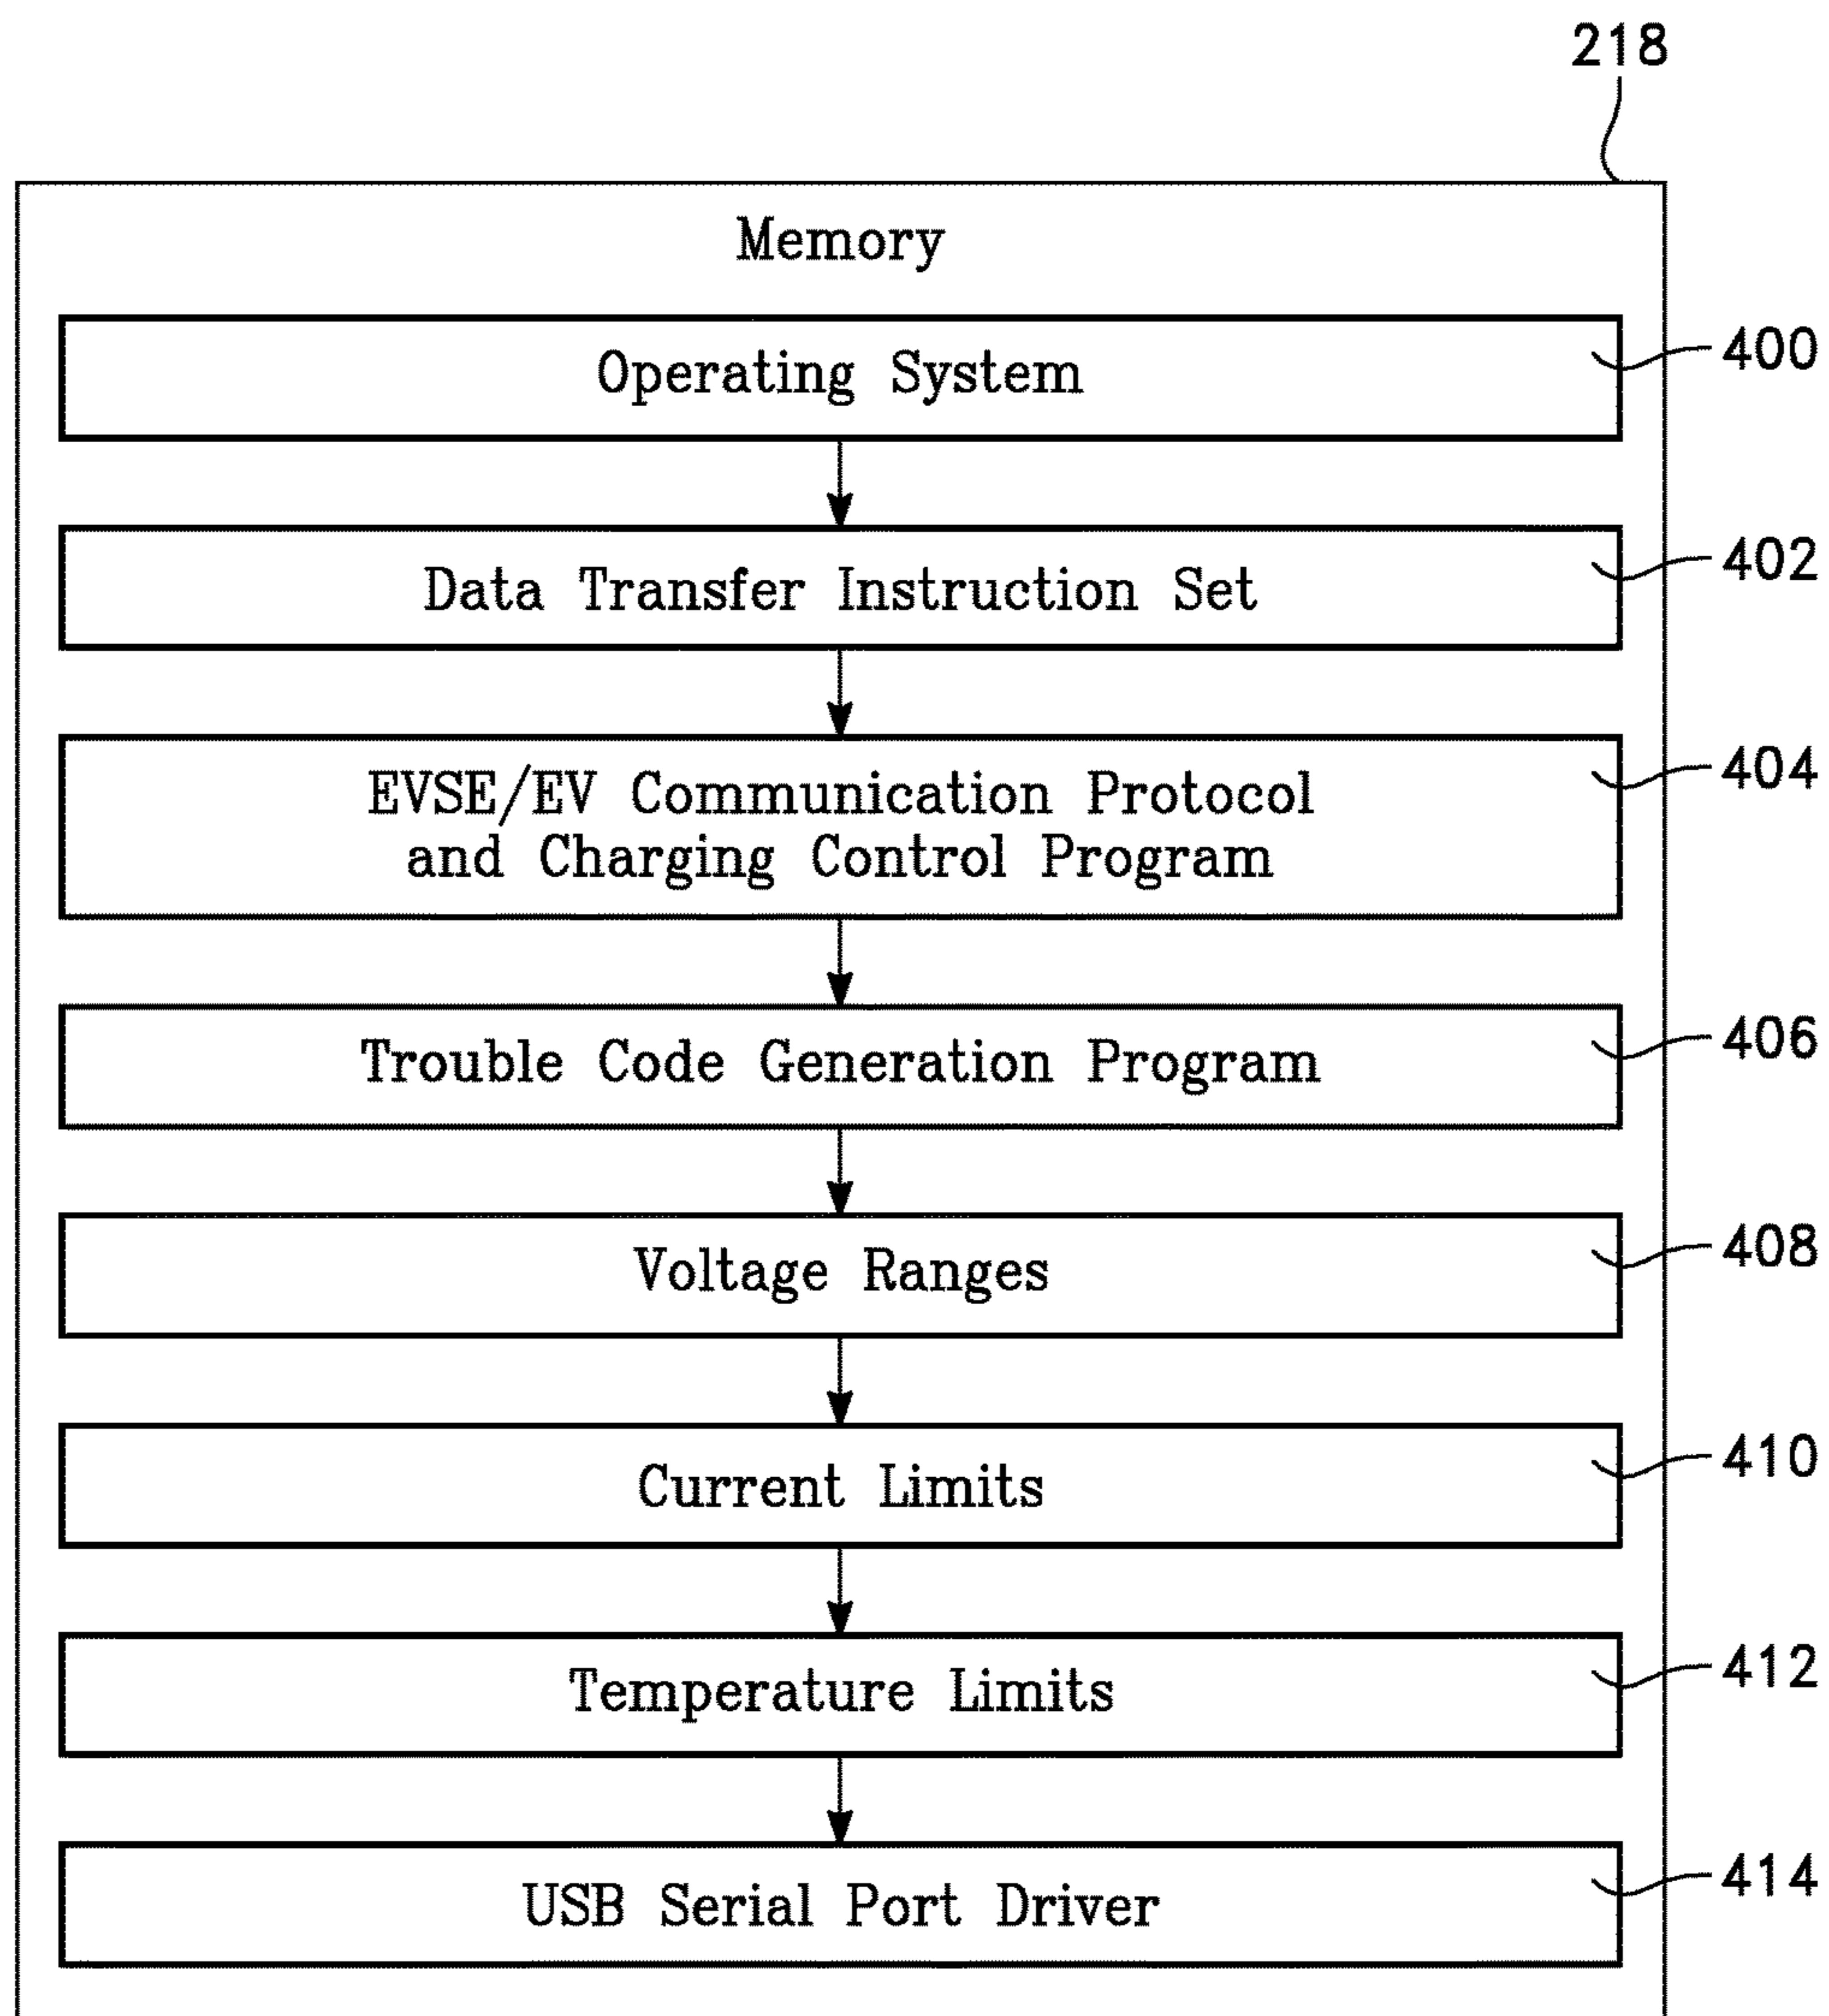 218
Memory
Operating System
400
Data Transfer Instruction Set
402
EVSE/EV Communication Protocol
and Charging Control Program
404
Trouble Code Generation Program
406
Voltage Ranges
408
Current Limits
410
Temperature Limits
412
USB Serial Port Driver
414